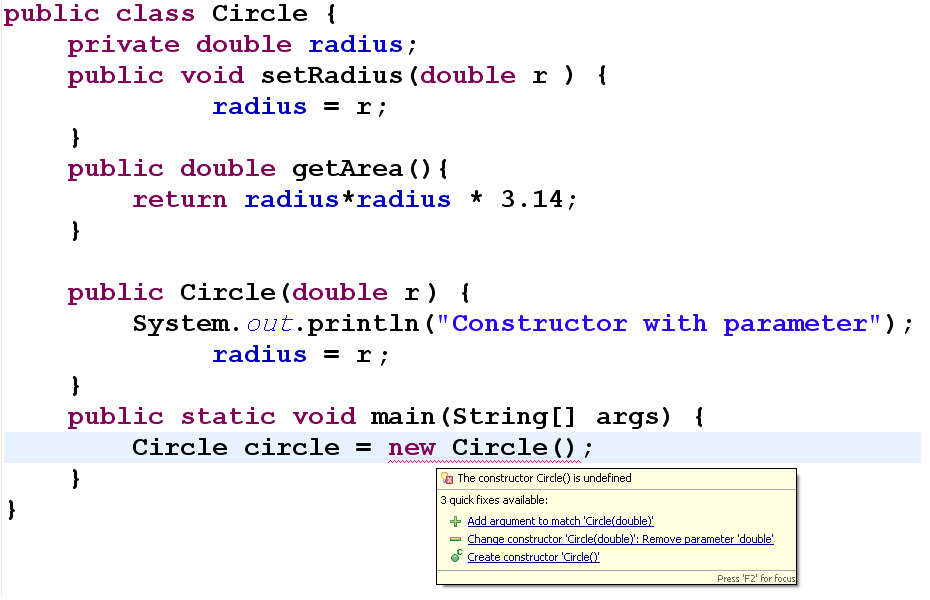 public class Circle {
    private double radius;
    public void setRadius(double r ) {
         radius = r;
    }
    public double getArea(){
        return radius*radius * 3.14;
    }
    public Circle(double r) {
        System.out.println("Constructor with parameter");
         radius = r;
    }
    public static void main(String[] args) {
        Circle circle = new Circle();
    }
The constructor Circle() is undefined
}
3 quick fixes available:
Add argument to match 'Circle(double)'
Change constructor 'Circle(double)': Remove parameter 'double'
Create constructor 'Circle()'
Press 'F2' for focus